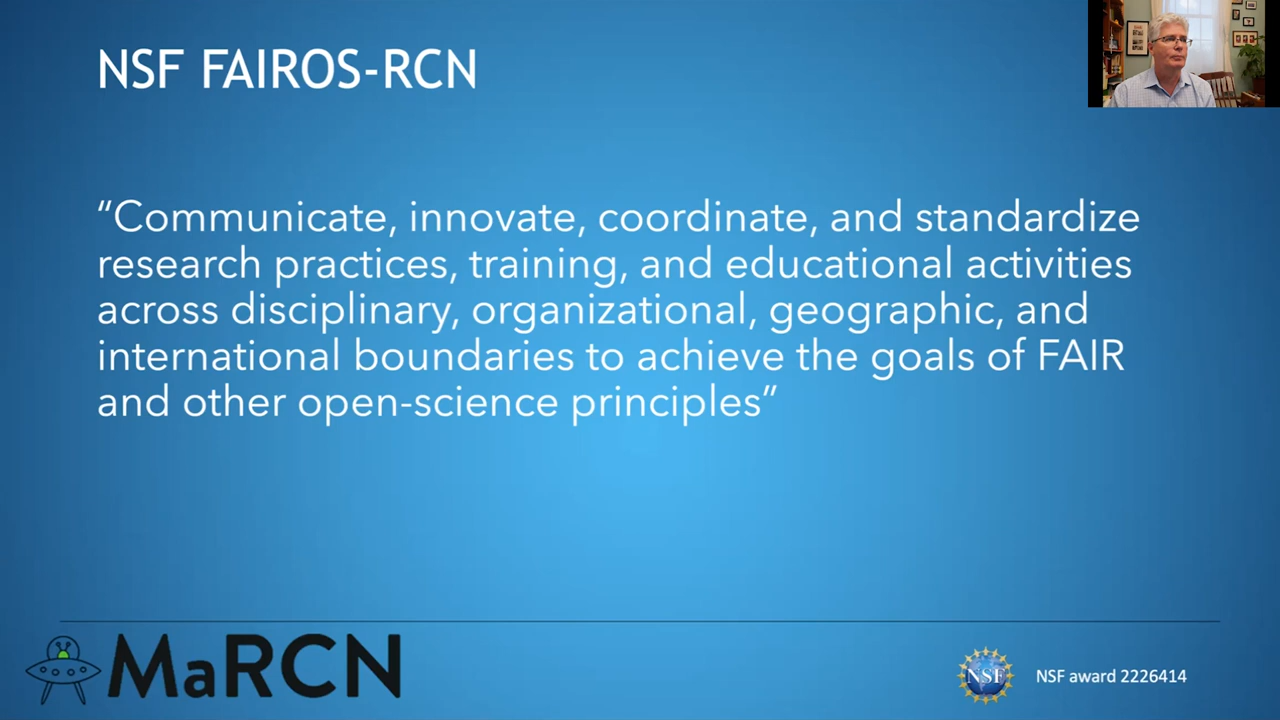 NSF FAIROS-RCN
“Communicate, innovate, coordinate, and standardize
research practices, training, and educational activities
across disciplinary, organizational, geographic, and
international boundaries to achieve the goals of FAIR
and other open-science principles”
MaRCN
NSF
NSF award 2226414